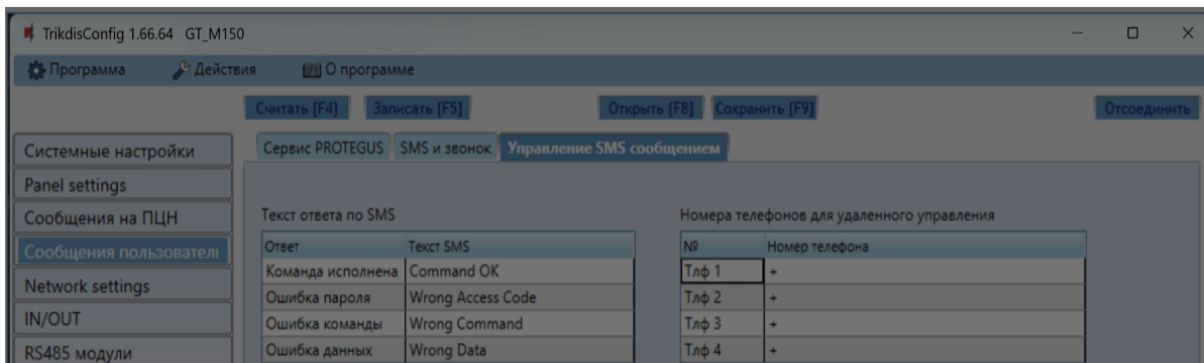 TrikdisConfig 1.66.64 GT_M150
Программа Действия О программе
Считать [F4] Записать [F5] Открыть [F8] Сохранить [F9] Отсоединить
Системные настройки
Panel settings
Сообщения на ПЦН
Сообщения пользовател
Network settings
IN/OUT
RS485 модули
Сервис PROTEGUS SMS и звонок Управление SMS сообщением
Текст ответа по SMS
Ответ Текст SMS
Команда исполнена Command OK
Ошибка пароля Wrong Access Code
Ошибка команды Wrong Command
Ошибка данных Wrong Data
Номера телефонов для удаленного управления
№ Номер телефона
Тлф 1 +
Тлф 2 +
Тлф 3 +
Тлф 4 +